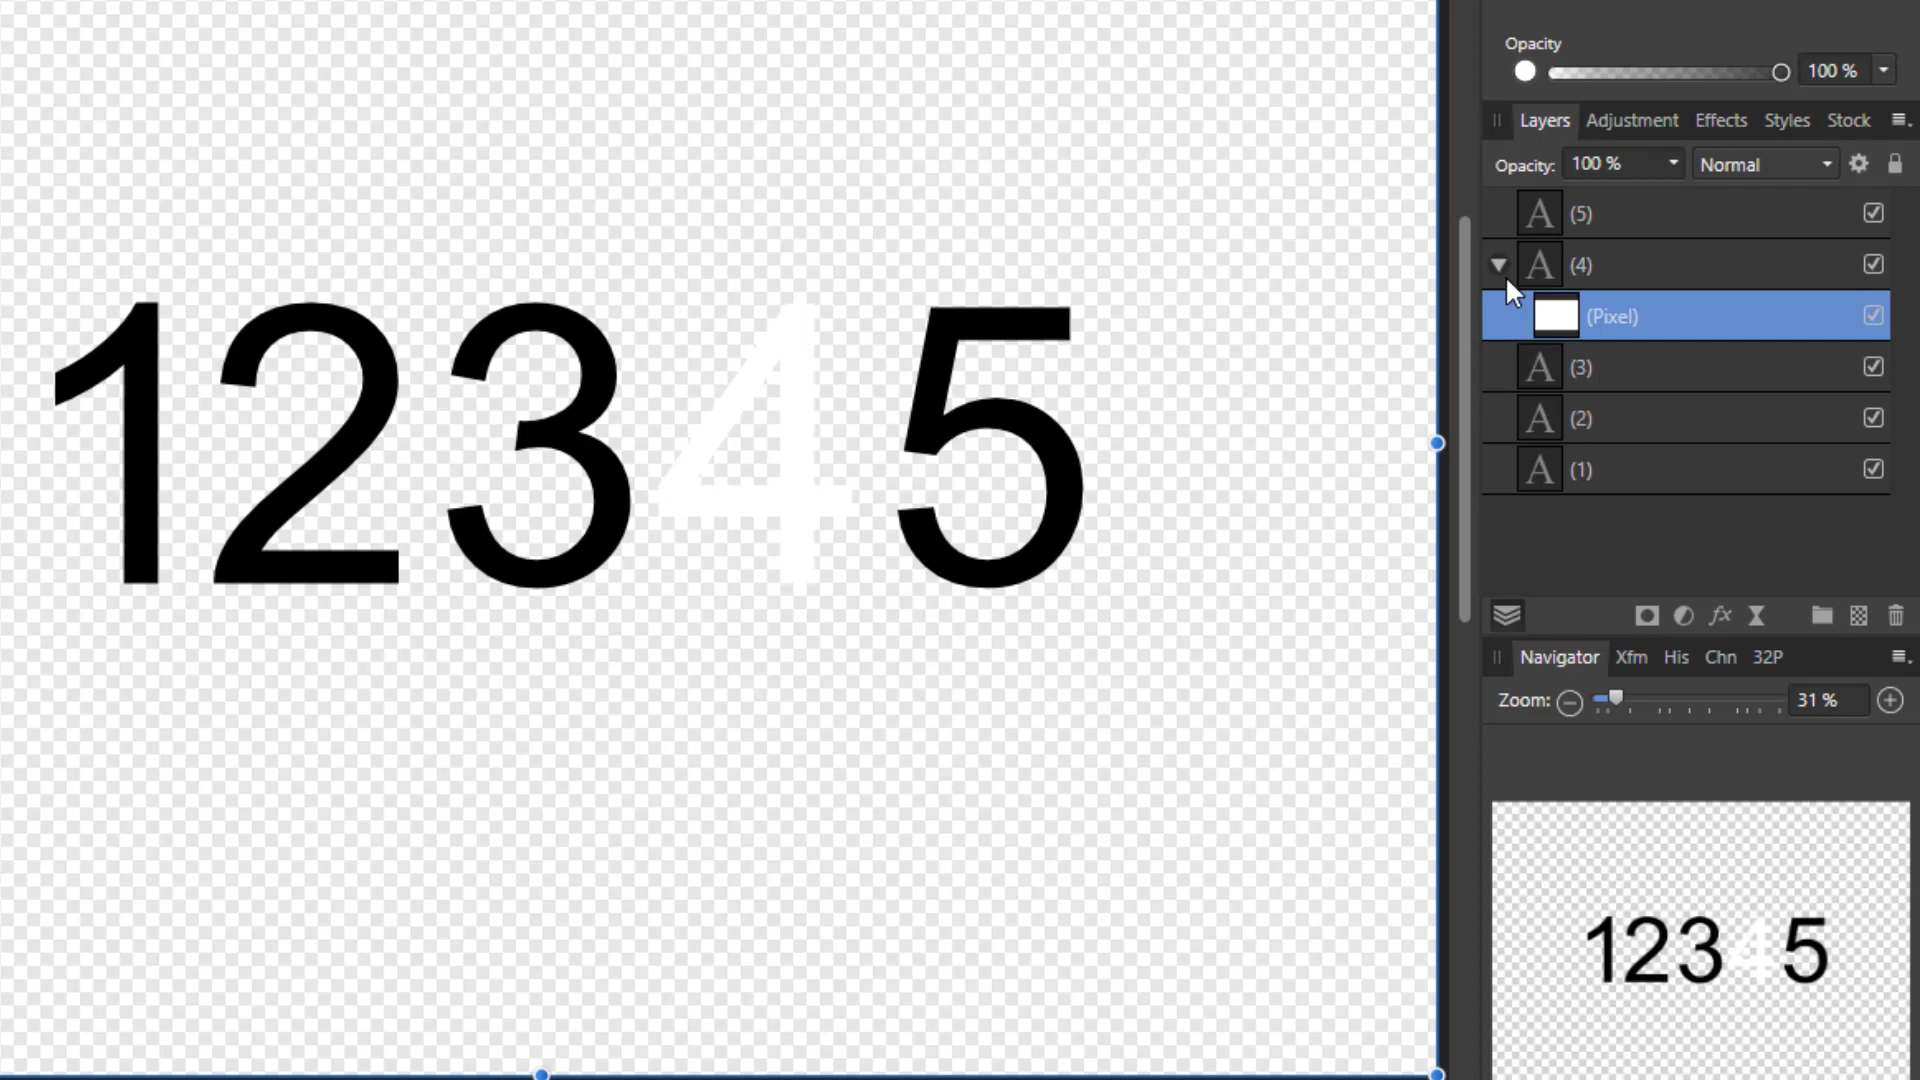 12345
Opacity
100 %
Layers Adjustment Effects Styles Stock
Opacity: 100 % Normal
A (5)
A (4)
(Pixel)
A (3)
A (2)
A (1)
fx
Navigator Xfm His Chn 32P
Zoom: 31 %
12345